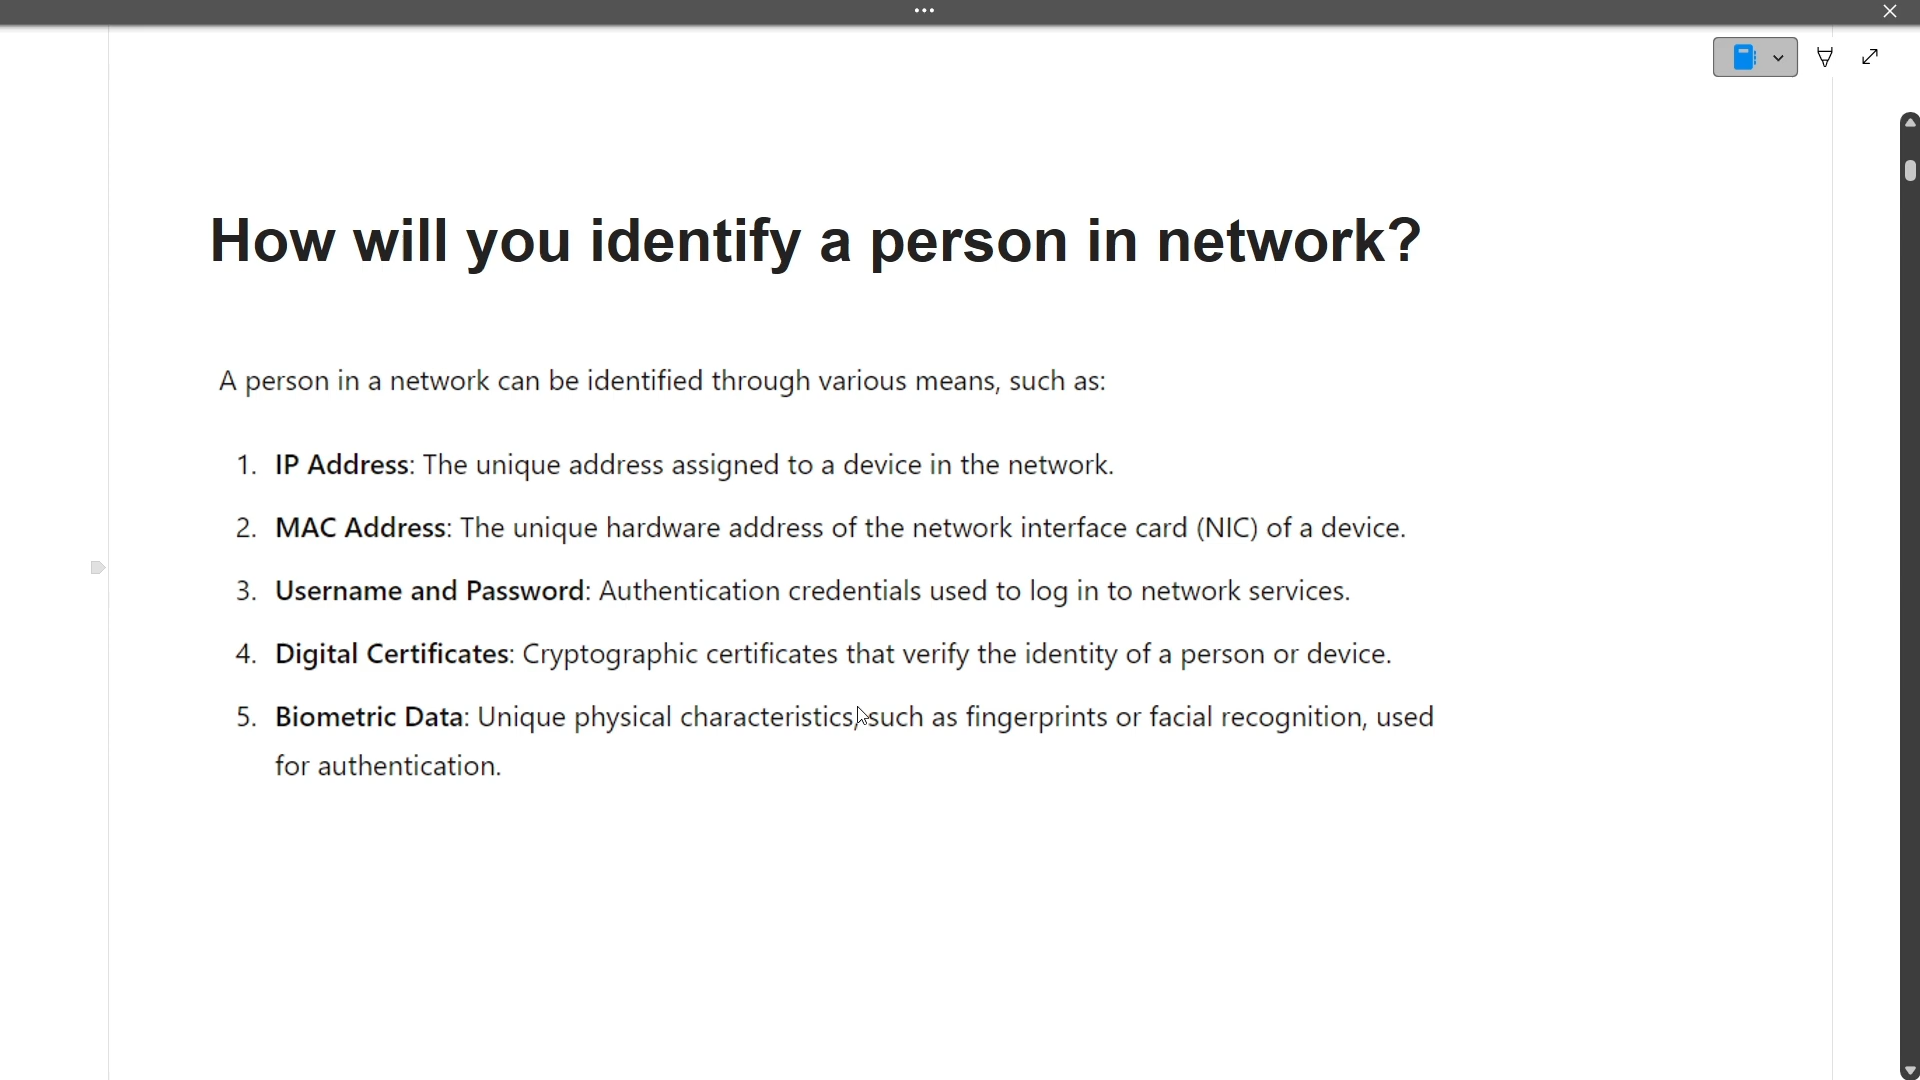 How will you identify a person in network?
A person in a network can be identified through various means, such as:
1. IP Address: The unique address assigned to a device in the network.
2. MAC Address: The unique hardware address of the network interface card (NIC) of a device.
3. Username and Password: Authentication credentials used to log in to network services.
4. Digital Certificates: Cryptographic certificates that verify the identity of a person or device.
5. Biometric Data: Unique physical characteristics, such as fingerprints or facial recognition, used
for authentication.